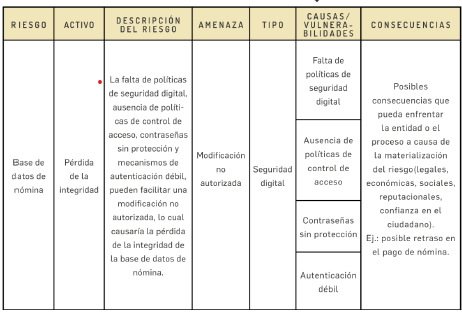 RIESGO
ACTIVO
DESCRIPCIÓN
DEL RIESGO
AMENAZA
TIPO
CAUSAS/
VULNERA-
BILIDADES
CONSECUENCIAS
Base de
datos de
nómina
Pérdida
de la
integridad
La falta de políticas
de seguridad digital,
ausencia de políti-
cas de control de
acceso, contraseñas
sin protección y
mecanismos de
autenticación débil,
pueden facilitar una
modificación no
autorizada, lo cual
causaría la pérdida
de la integridad de
la base de datos de
nómina.
Modificación
no
autorizada
Seguridad
digital
Falta de
políticas de
seguridad
digital
Ausencia de
políticas de
control de
acceso
Contraseñas
sin protección
Autenticación
débil
Posibles
consecuencias que
pueda enfrentar
la entidad o el
proceso a causa de
la materialización
del riesgo(legales,
económicas, sociales,
reputacionales,
confianza en el
ciudadano).
Ej.: posible retraso en
el pago de nómina.